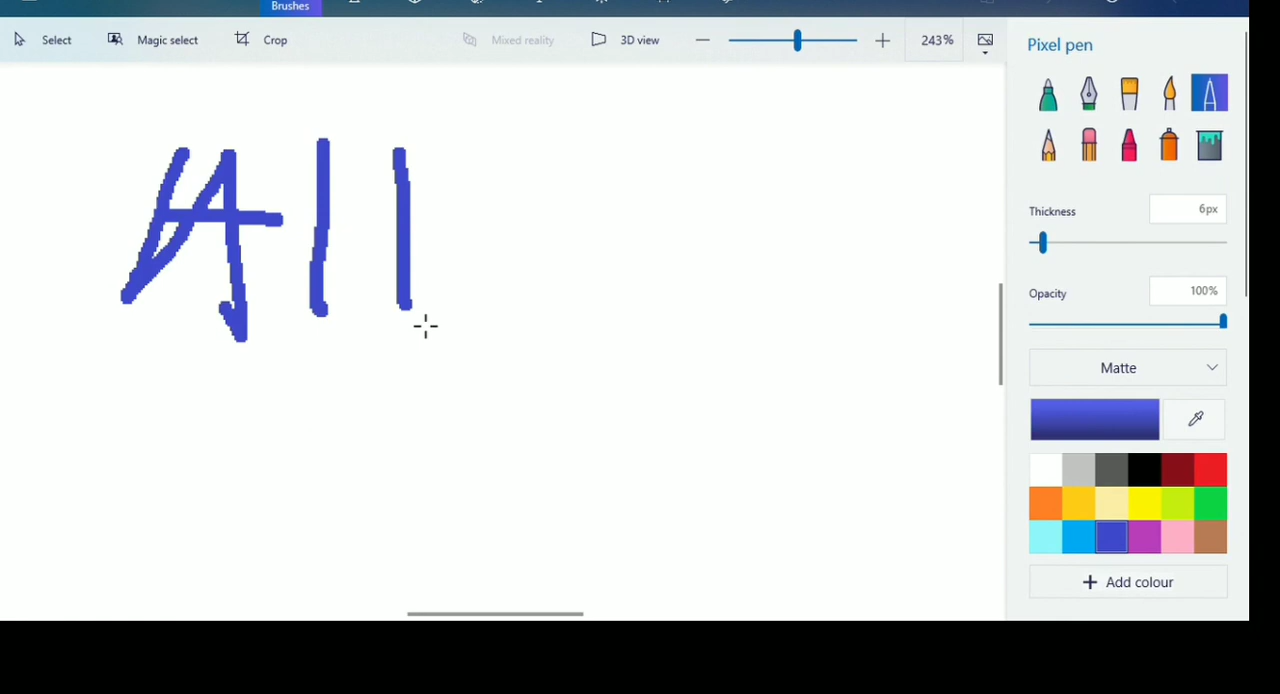 Brushes
Select Magic select Crop Mixed reality 3D view 243% Pixel pen
All
Thickness 6px
Opacity 100%
Matte
Add colour